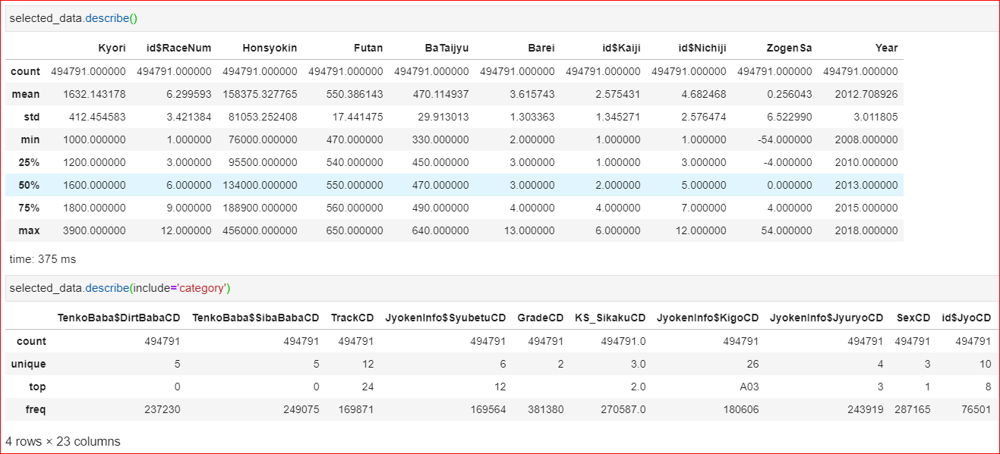 selected_data.describe()
Kyori id$RaceNum Honsyokin Futan BaTaijyu Barei id$Kaiji id$Nichiji ZogenSa Year
count 494791.000000 494791.000000 494791.000000 494791.000000 494791.000000 494791.000000 494791.000000 494791.000000 494791.000000 494791.000000
mean 1632.143178 6.299593 158375.327765 550.386143 470.114937 3.615743 2.575431 4.682468 0.256043 2012.708926
std 412.454583 3.421384 81053.252408 17.441475 29.913013 1.303363 1.345271 2.576474 6.522990 3.011805
min 1000.000000 1.000000 76000.000000 470.000000 330.000000 2.000000 1.000000 1.000000 -54.000000 2008.000000
25% 1200.000000 3.000000 95500.000000 540.000000 450.000000 3.000000 1.000000 3.000000 -4.000000 2010.000000
50% 1600.000000 6.000000 134000.000000 550.000000 470.000000 3.000000 2.000000 5.000000 0.000000 2013.000000
75% 1800.000000 9.000000 188900.000000 560.000000 490.000000 4.000000 4.000000 7.000000 4.000000 2015.000000
max 3900.000000 12.000000 456000.000000 650.000000 640.000000 13.000000 6.000000 12.000000 54.000000 2018.000000
time: 375 ms
selected_data.describe(include='category')
TenkoBaba$DirtBabaCD TenkoBaba$SibaBabaCD TrackCD JyokenInfo$SyubetuCD GradeCD KS_SikakuCD JyokenInfo$KigoCD JyokenInfo$JyuryoCD SexCD id$JyoCD
count 494791 494791 494791 494791 494791 494791.0 494791 494791 494791 494791
unique 5 5 12 6 2 3.0 26 4 3 10
top 0 0 24 12 2.0 A03 3 1 8
freq 237230 249075 169871 169564 381380 270587.0 180606 243919 287165 76501
4 rows × 23 columns